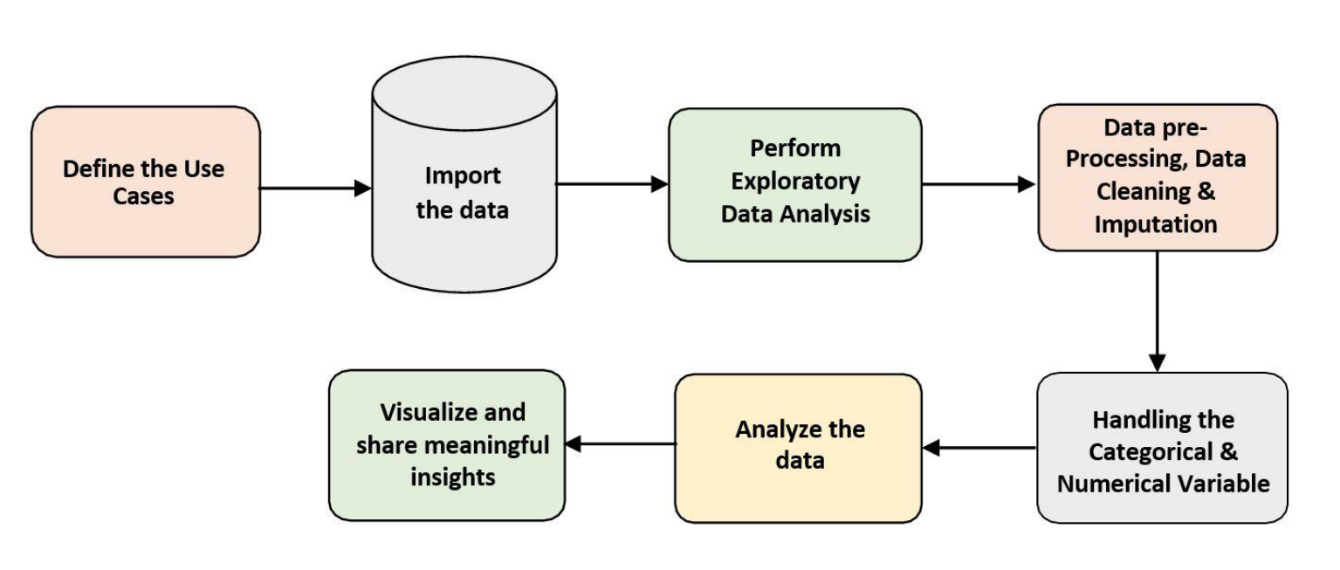 Define the Use
Cases
Import
the data
Perform
Exploratory
Data Analysis
Data pre-
Processing, Data
Cleaning &
Imputation
Handling the
Categorical &
Numerical Variable
Analyze the
data
Visualize and
share meaningful
insights